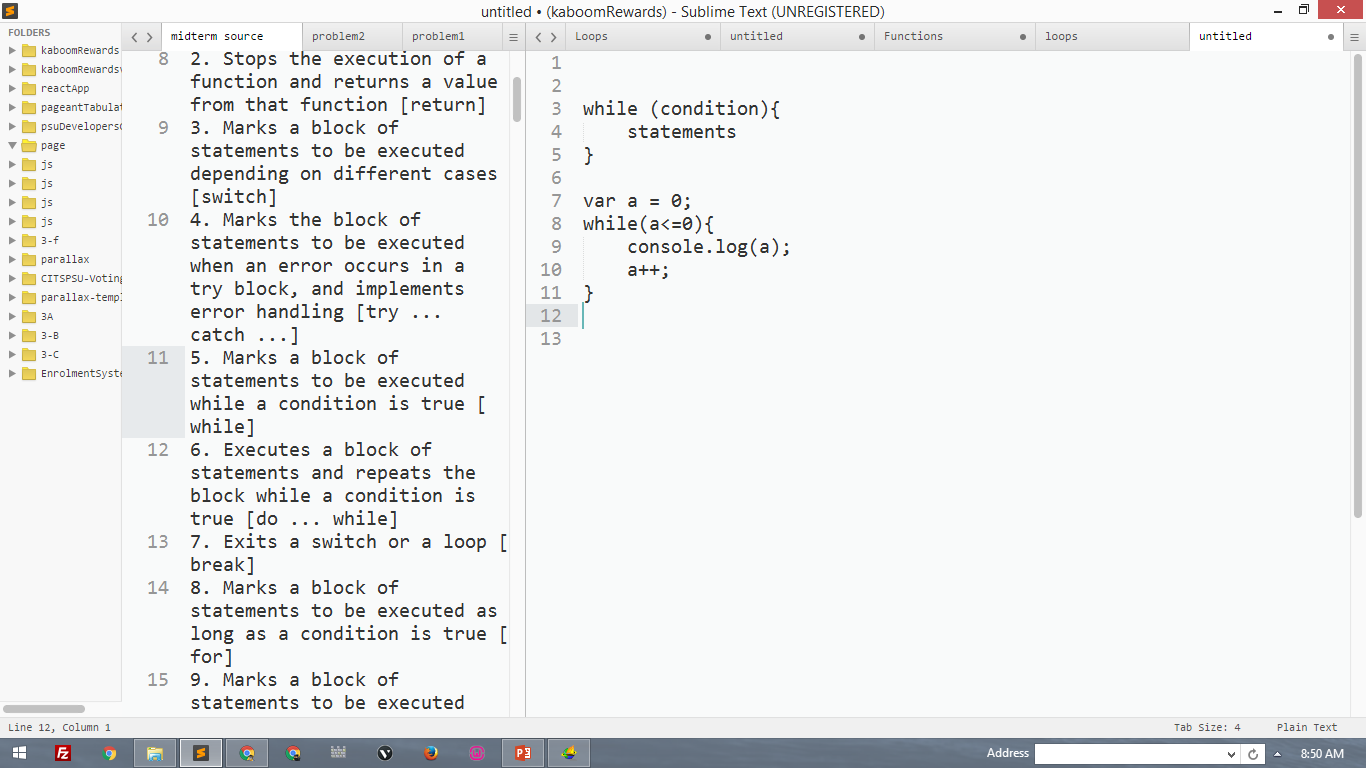 untitled • (kaboomRewards) - Sublime Text (UNREGISTERED)
FOLDERS
kaboomRewards
kaboomRewardsv
reactApp
pageantTabulat
psuDevelopers
page
js
js
js
js
3-f
parallax
CITSPSU-Voting
parallax-templ
3A
3-B
3-C
EnrolmentSyste
midterm source problem2 problem1
8 2. Stops the execution of a
function and returns a value
from that function [return]
9 3. Marks a block of
statements to be executed
depending on different cases
[switch]
10 4. Marks the block of
statements to be executed
when an error occurs in a
try block, and implements
error handling [try ...
catch ...]
11 5. Marks a block of
statements to be executed
while a condition is true [
while]
12 6. Executes a block of
statements and repeats the
block while a condition is
true [do ... while]
13 7. Exits a switch or a loop [
break]
14 8. Marks a block of
statements to be executed as
long as a condition is true [
for]
15 9. Marks a block of
statements to be executed
Loops untitled Functions loops untitled
1
2
3 while (condition){
4 statements
5 }
6
7 var a = 0;
8 while(a<=0){
9 console.log(a);
10 a++;
11 }
12
13
Line 12, Column 1 Tab Size: 4 Plain Text
Address 8:50 AM